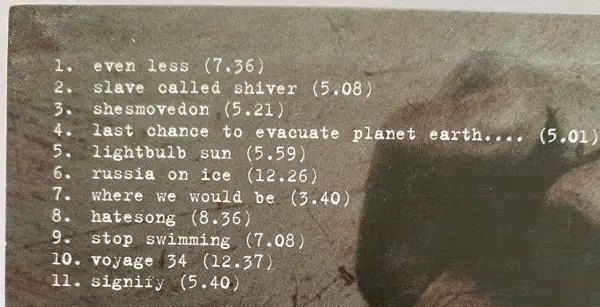 1. even less (7.36)
2. slave called shiver (5.08)
3. shesmovedon (5.21)
4. last chance to evacuate planet earth.... (5.01)
5. lightbulb sun (5.59)
6. russia on ice (12.26)
7. where we would be (3.40)
8. hatesong (8.36)
9. stop swimming (7.08)
10. voyage 34 (12.37)
11. signify (5.40)